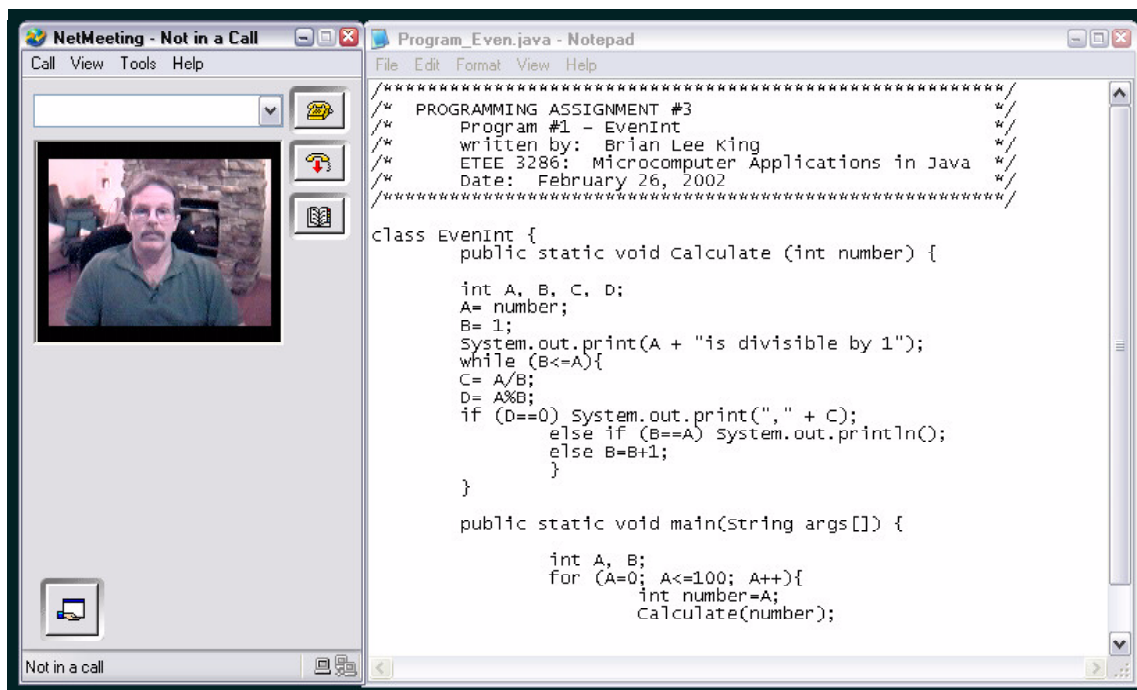 NetMeeting - Not in a Call
Call View Tools Help
Not in a call
Program_Even.java - Notepad
File Edit Format View Help
/********************************************************/
/* PROGRAMMING ASSIGNMENT #3 */
/* Program #1 - EvenInt */
/* written by: Brian Lee King */
/* ETEE 3286: Microcomputer Applications in Java */
/* Date: February 26, 2002 */
/********************************************************/
class EvenInt {
public static void Calculate (int number) {
int A, B, C, D;
A= number;
B= 1;
System.out.print(A + "is divisible by 1");
while (B<=A){
C= A/B;
D= A%B;
if (D==0) System.out.print("," + C);
else if (B==A) System.out.println();
else B=B+1;
}
}
public static void main(String args[]) {
int A, B;
for (A=0; A<=100; A++){
int number=A;
Calculate(number);